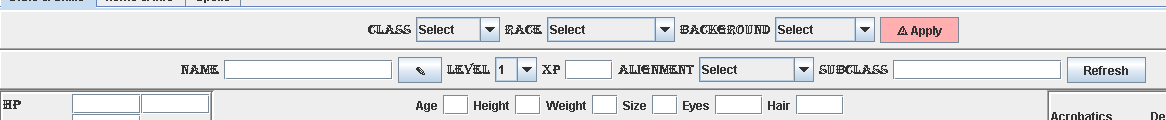 CLASS Select RACE Select BACKGROUND Select ⚠ Apply
NAME ✎ LEVEL 1 XP ALIGNMENT Select SUBCLASS Refresh
HP Age Height Weight Size Eyes Hair
Acrobatics De